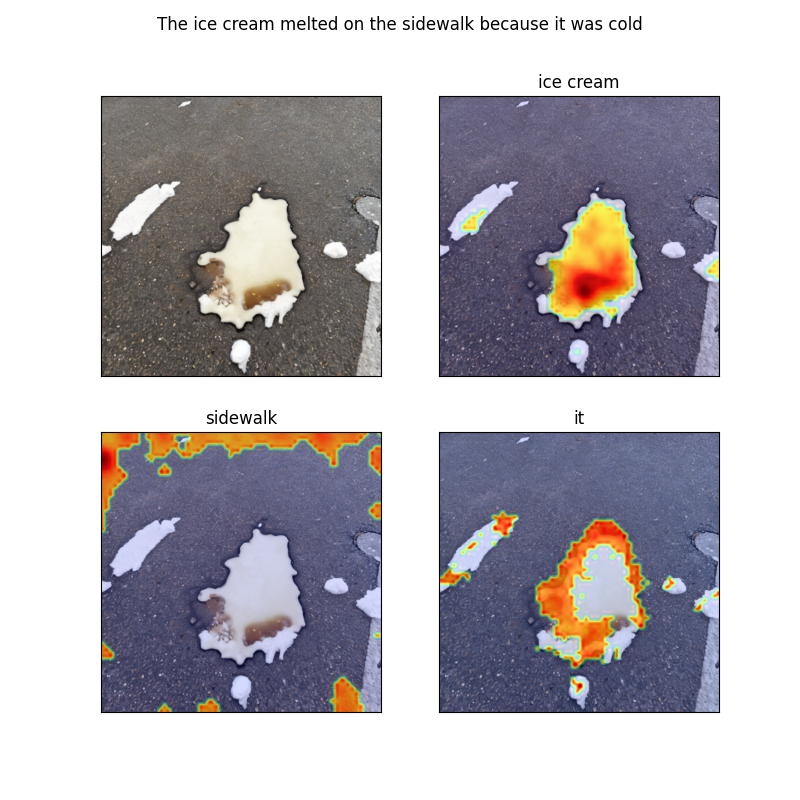 The ice cream melted on the sidewalk because it was cold
ice cream
sidewalk
it